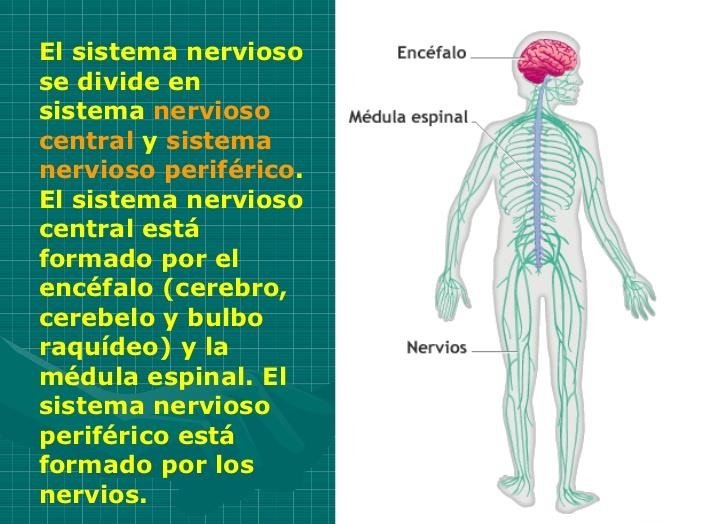 El sistema nervioso
se divide en
sistema nervioso
central y sistema
nervioso periférico.
El sistema nervioso
central está
formado por el
encéfalo (cerebro,
cerebelo y bulbo
raquídeo) y la
médula espinal. El
sistema nervioso
periférico está
formado por los
nervios.
Encéfalo
Médula espinal
Nervios